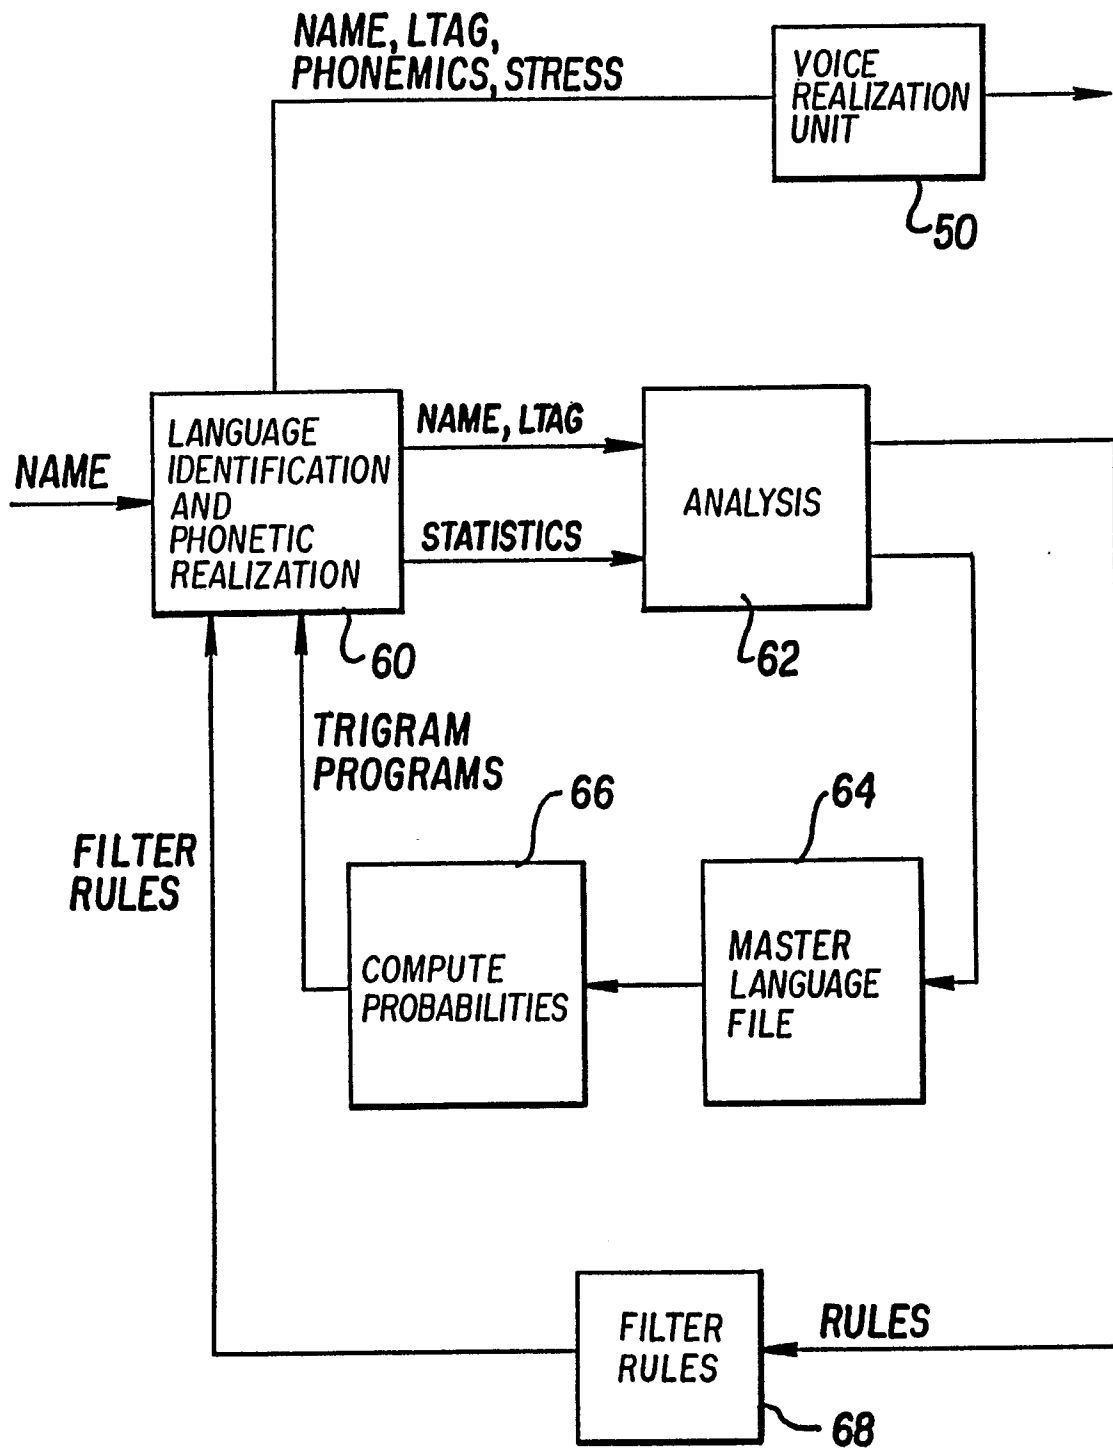 NAME, LTAG,
PHONEMICS, STRESS
VOICE
REALIZATION
UNIT
50
NAME
LANGUAGE
IDENTIFICATION
AND
PHONETIC
REALIZATION
60
NAME, LTAG
STATISTICS
ANALYSIS
62
TRIGRAM
PROGRAMS
FILTER
RULES
66
64
COMPUTE
PROBABILITIES
MASTER
LANGUAGE
FILE
FILTER
RULES
RULES
68